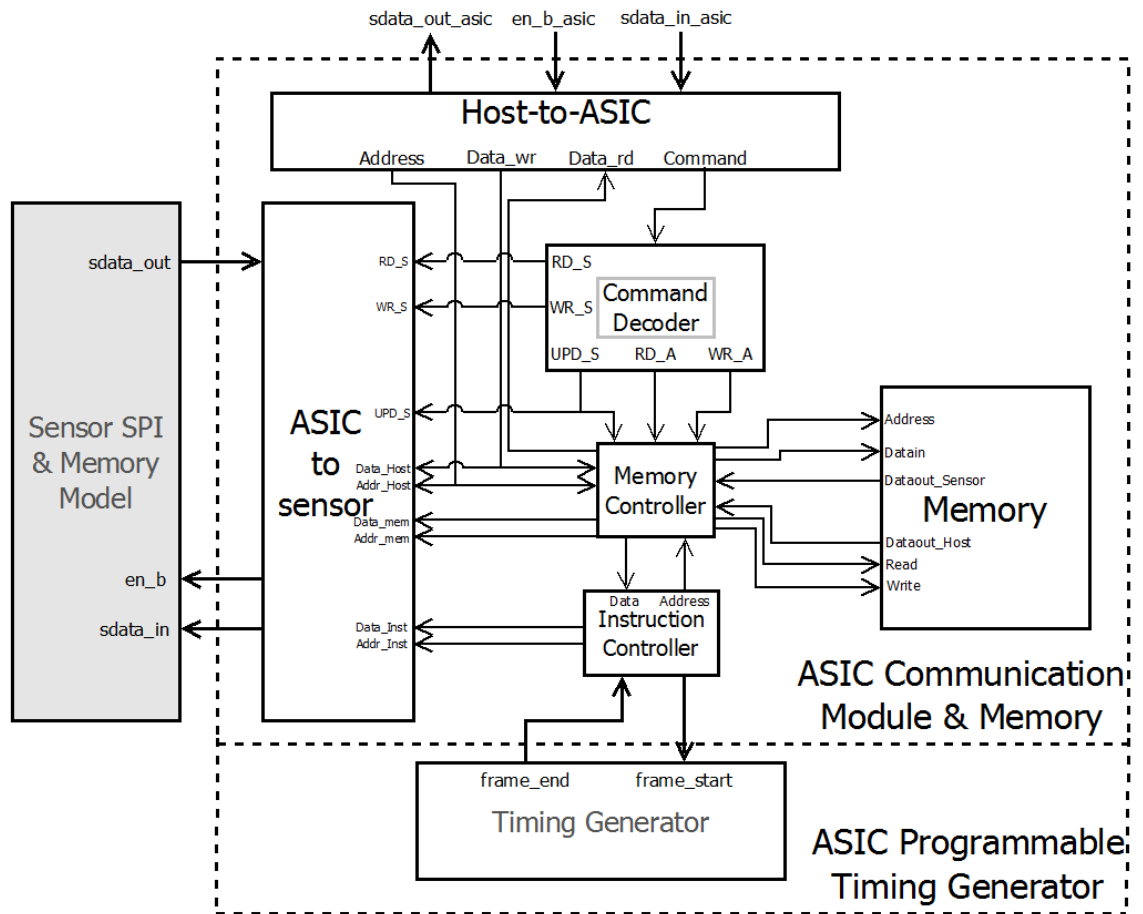 sdata_out_asic en_b_asic sdata_in_asic
Host-to-ASIC
Address Data_wr Data_rd Command
sdata_out
Sensor SPI
& Memory
Model
en_b
sdata_in
RD_S
WR_S
UPD_S
ASIC
to
sensor
Data_Host
Addr_Host
Data_mem
Addr_mem
Data_Inst
Addr_Inst
RD_S
Command
Decoder
WR_S
UPD_S RD_A WR_A
Memory
Controller
Address
Datain
Dataout_Sensor
Memory
Dataout_Host
Read
Write
Data Address
Instruction
Controller
ASIC Communication
Module & Memory
frame_end frame_start
Timing Generator
ASIC Programmable
Timing Generator